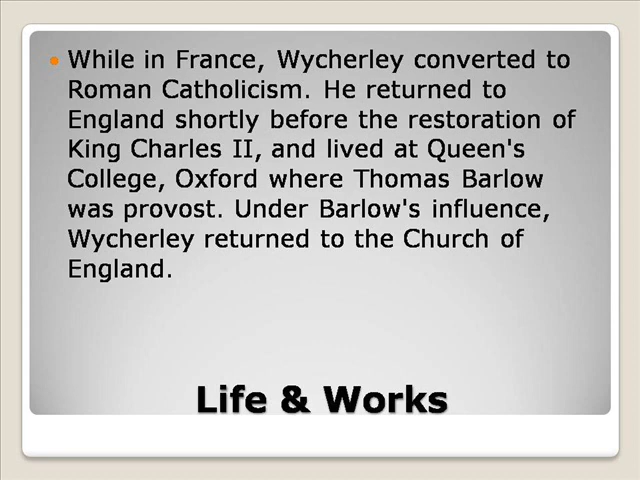 While in France, Wycherley converted to
Roman Catholicism. He returned to
England shortly before the restoration of
King Charles II, and lived at Queen's
College, Oxford where Thomas Barlow
was provost. Under Barlow's influence,
Wycherley returned to the Church of
England.
Life & Works